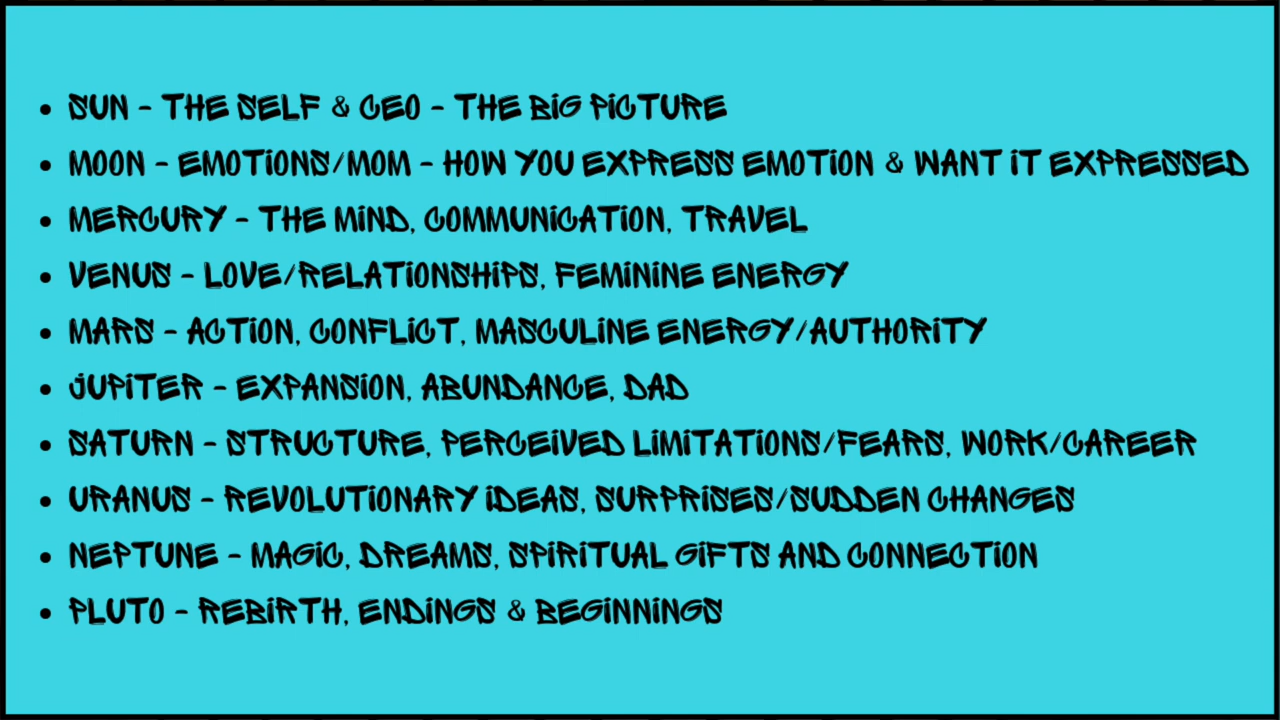 • SUN - THE SELF & CEO - THE BIG PICTURE
• MOON - EMOTIONS/MOM - HOW YOU EXPRESS EMOTION & WANT IT EXPRESSED
• MERCURY - THE MIND, COMMUNICATION, TRAVEL
• VENUS - LOVE/RELATIONSHIPS, FEMININE ENERGY
• MARS - ACTION, CONFLICT, MASCULINE ENERGY/AUTHORITY
• JUPITER - EXPANSION, ABUNDANCE, DAD
• SATURN - STRUCTURE, PERCEIVED LIMITATIONS/FEARS, WORK/CAREER
• URANUS - REVOLUTIONARY IDEAS, SURPRISES/SUDDEN CHANGES
• NEPTUNE - MAGIC, DREAMS, SPIRITUAL GIFTS AND CONNECTION
• PLUTO - REBIRTH, ENDINGS & BEGINNINGS